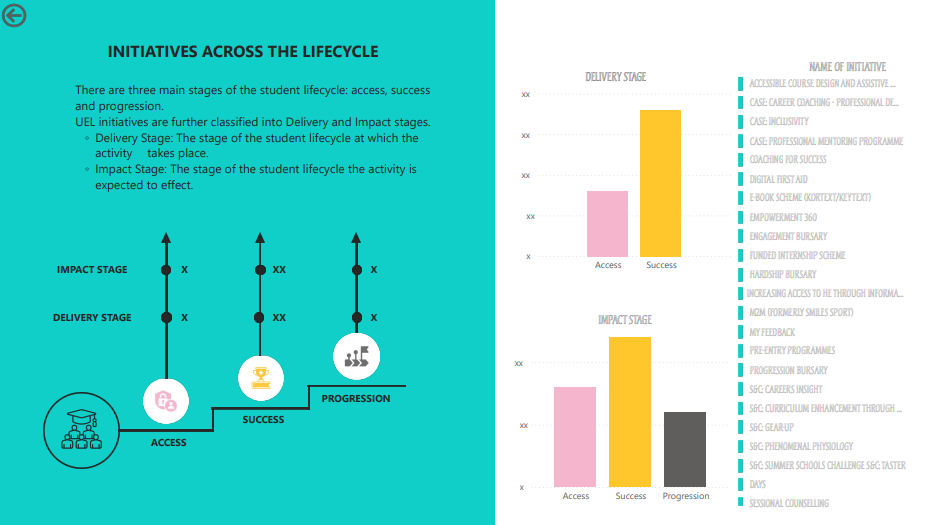 INITIATIVES ACROSS THE LIFECYCLE
There are three main stages of the student lifecycle: access, success
and progression.
UEL initiatives are further classified into Delivery and Impact stages.
◦ Delivery Stage: The stage of the student lifecycle at which the
activity takes place.
◦ Impact Stage: The stage of the student lifecycle the activity is
expected to effect.
IMPACT STAGE X XX X
DELIVERY STAGE X XX X
PROGRESSION
SUCCESS
ACCESS
DELIVERY STAGE
xx
xx
xx
xx
x
Access Success
IMPACT STAGE
xx
xx
x
Access Success Progression
NAME OF INITIATIVE
ACCESSIBLE COURSE DESIGN AND ASSISTIVE ...
CASE: CAREER COACHING - PROFESSIONAL DE...
CASE: INCLUSIVITY
CASE: PROFESSIONAL MENTORING PROGRAMME
COACHING FOR SUCCESS
DIGITAL FIRST AID
E-BOOK SCHEME (KORTEXT/KEYTEXT)
EMPOWERMENT 360
ENGAGEMENT BURSARY
FUNDED INTERNSHIP SCHEME
HARDSHIP BURSARY
INCREASING ACCESS TO HE THROUGH INFORMA...
M2M (FORMERLY SMILES SPORT)
MY FEEDBACK
PRE-ENTRY PROGRAMMES
PROGRESSION BURSARY
S&C: CAREERS INSIGHT
S&C: CURRICULUM ENHANCEMENT THROUGH ...
S&C: GEAR-UP
S&C: PHENOMENAL PHYSIOLOGY
S&C: SUMMER SCHOOLS CHALLENGE S&C: TASTER
DAYS
SESSIONAL COUNSELLING